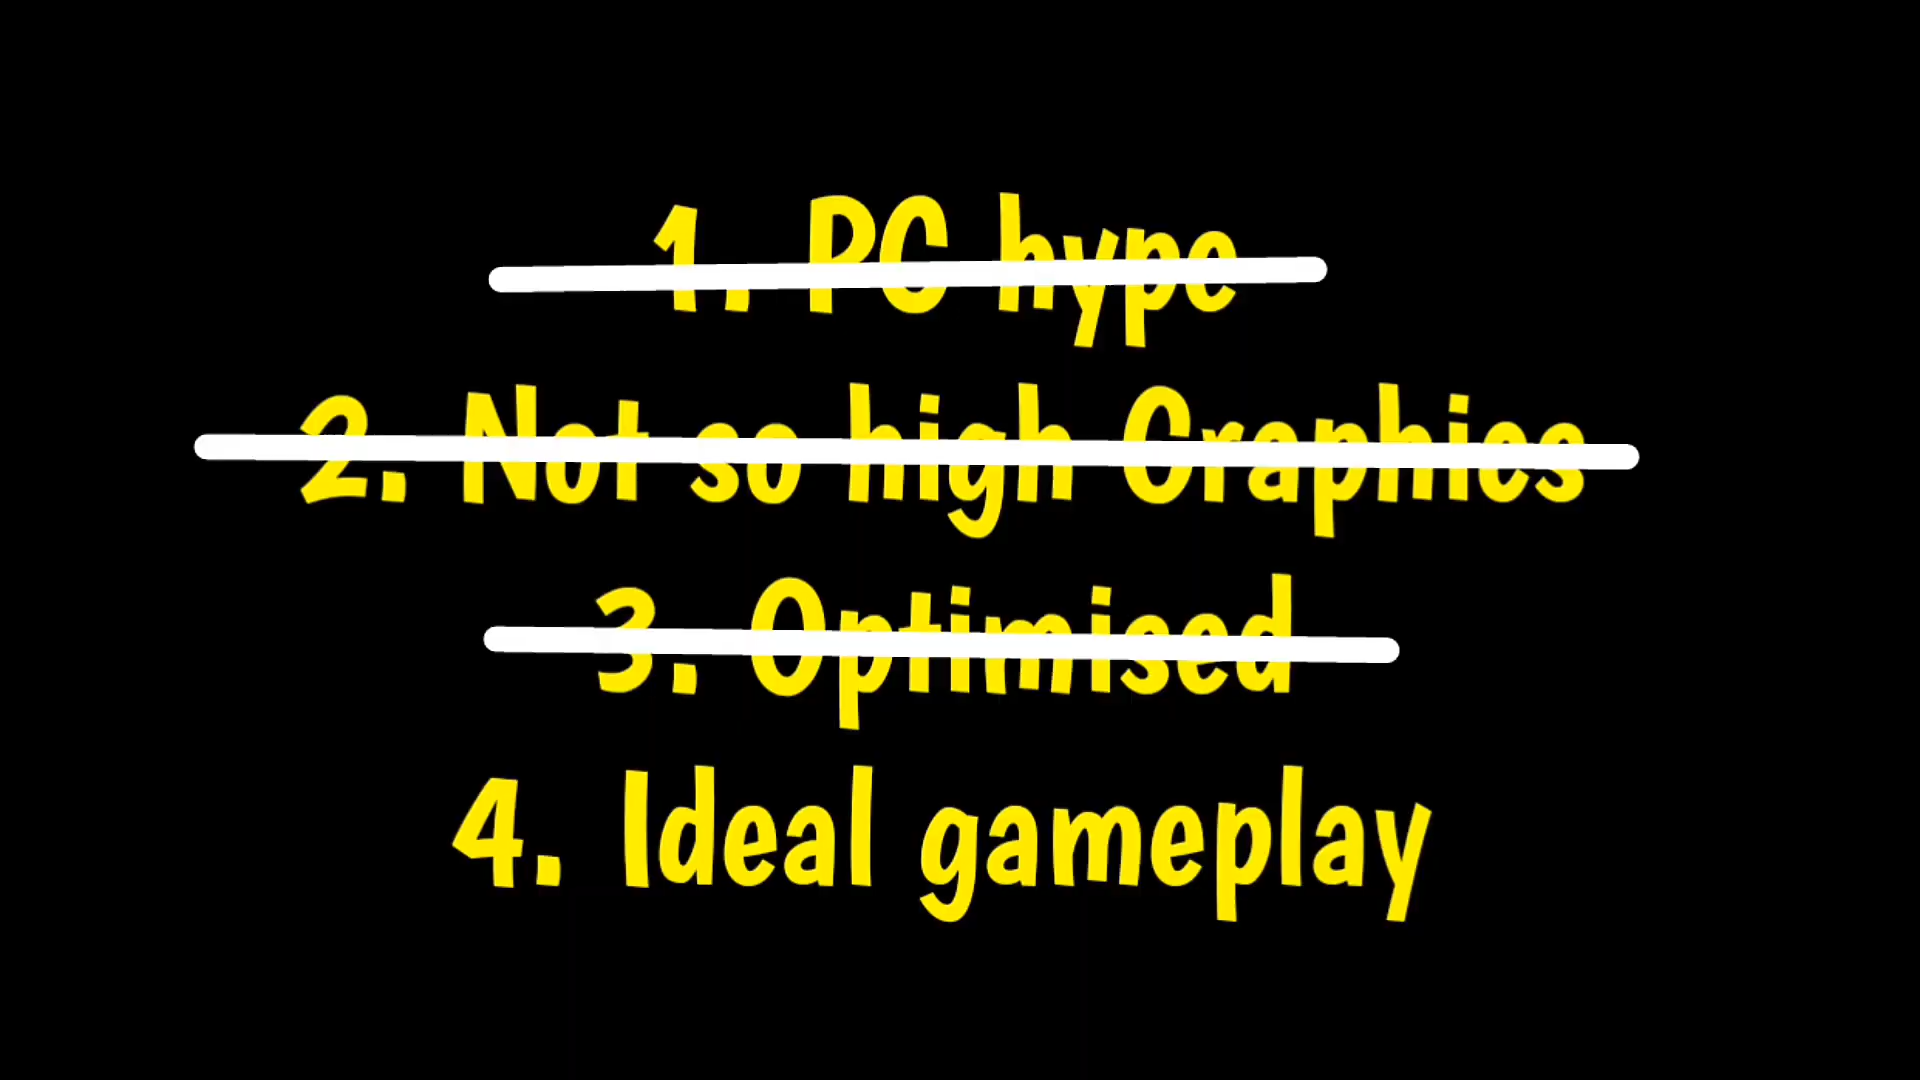 1. PC hype
2. Not so high Graphics
3. Optimised
4. Ideal gameplay